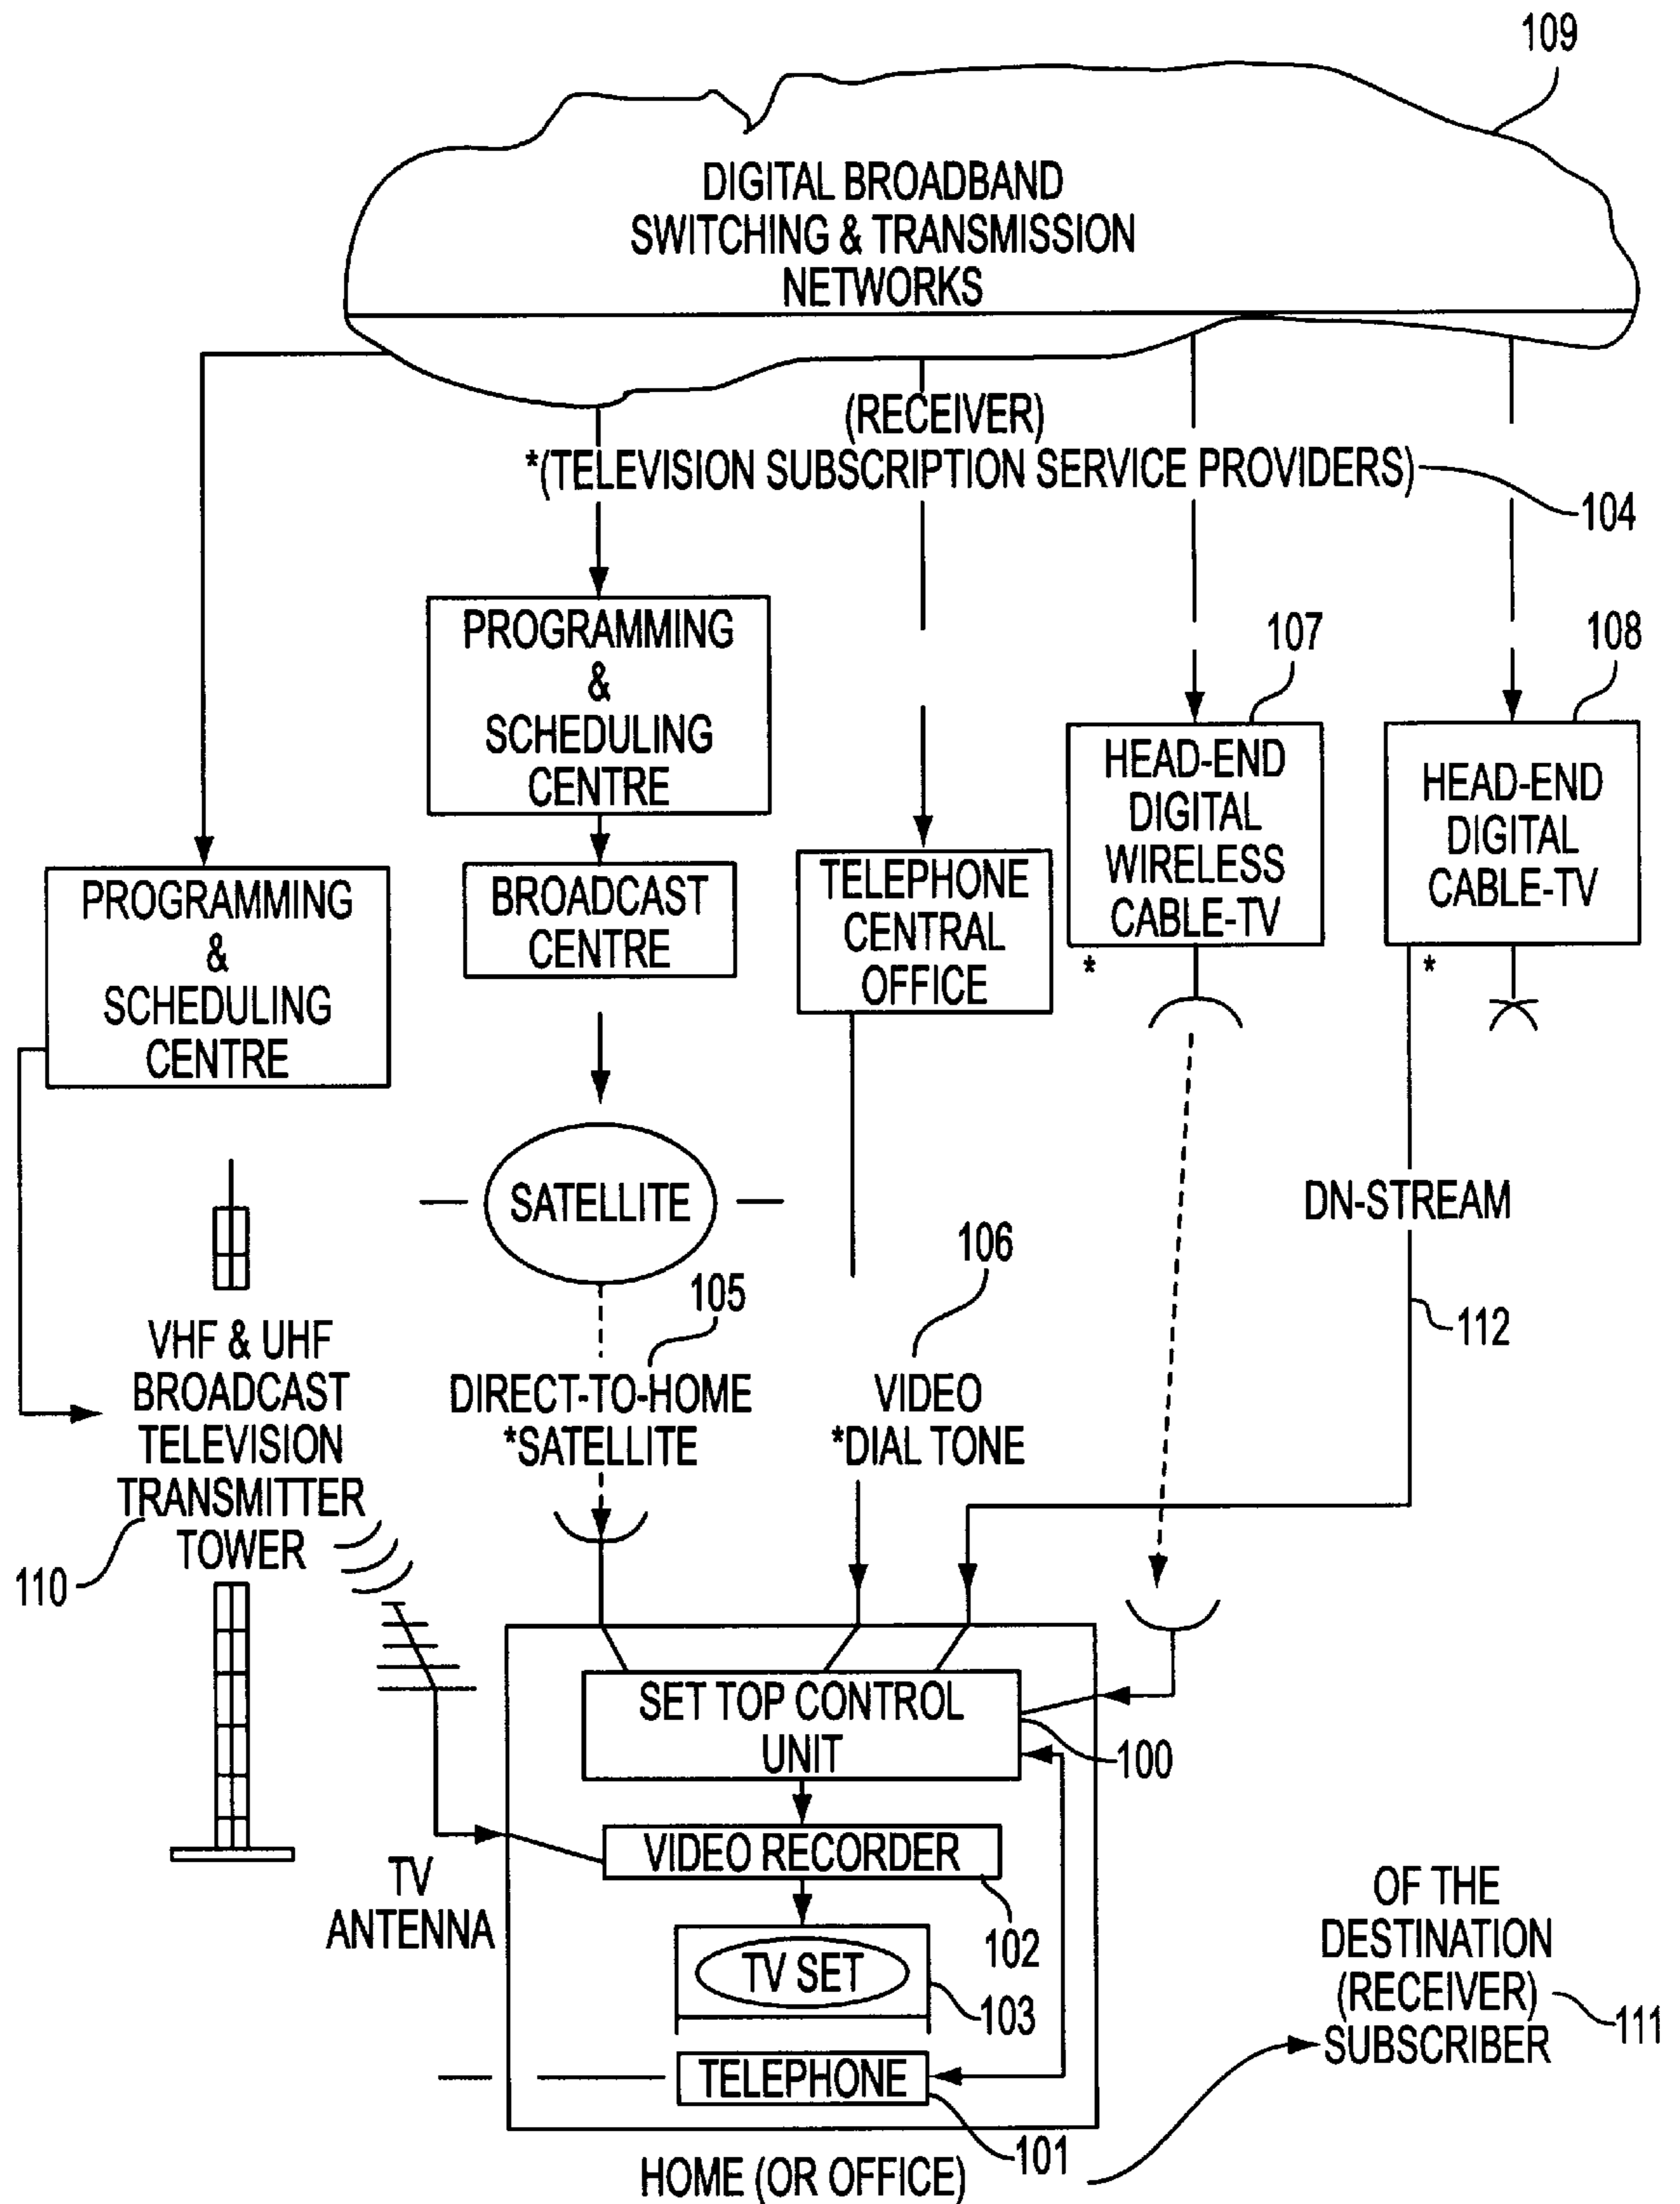 109
DIGITAL BROADBAND
SWITCHING & TRANSMISSION
NETWORKS
(RECEIVER)
*(TELEVISION SUBSCRIPTION SERVICE PROVIDERS)
104
PROGRAMMING
&
SCHEDULING
CENTRE
107
108
HEAD-END
DIGITAL
WIRELESS
CABLE-TV
*
HEAD-END
DIGITAL
CABLE-TV
*
PROGRAMMING
&
SCHEDULING
CENTRE
BROADCAST
CENTRE
TELEPHONE
CENTRAL
OFFICE
SATELLITE
DN-STREAM
106
105
112
VHF & UHF
BROADCAST
TELEVISION
TRANSMITTER
TOWER
110
DIRECT-TO-HOME
*SATELLITE
VIDEO
*DIAL TONE
SET TOP CONTROL
UNIT
100
VIDEO RECORDER
102
TV
ANTENNA
TV SET
103
TELEPHONE
101
OF THE
DESTINATION
(RECEIVER)
SUBSCRIBER
111
HOME (OR OFFICE)